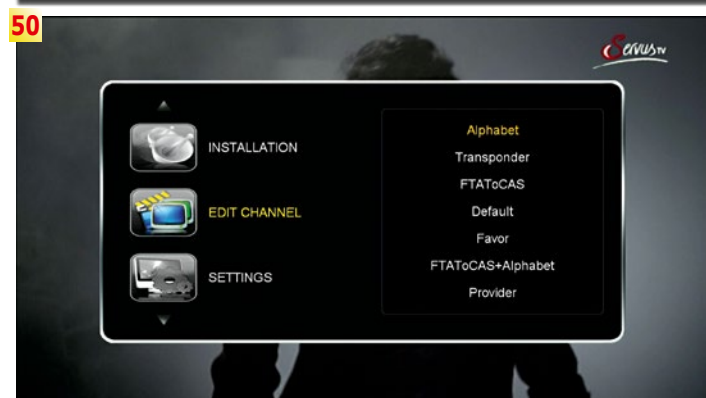 50
ServusTV
INSTALLATION
EDIT CHANNEL
SETTINGS
Alphabet
Transponder
FTAToCAS
Default
Favor
FTAToCAS+Alphabet
Provider